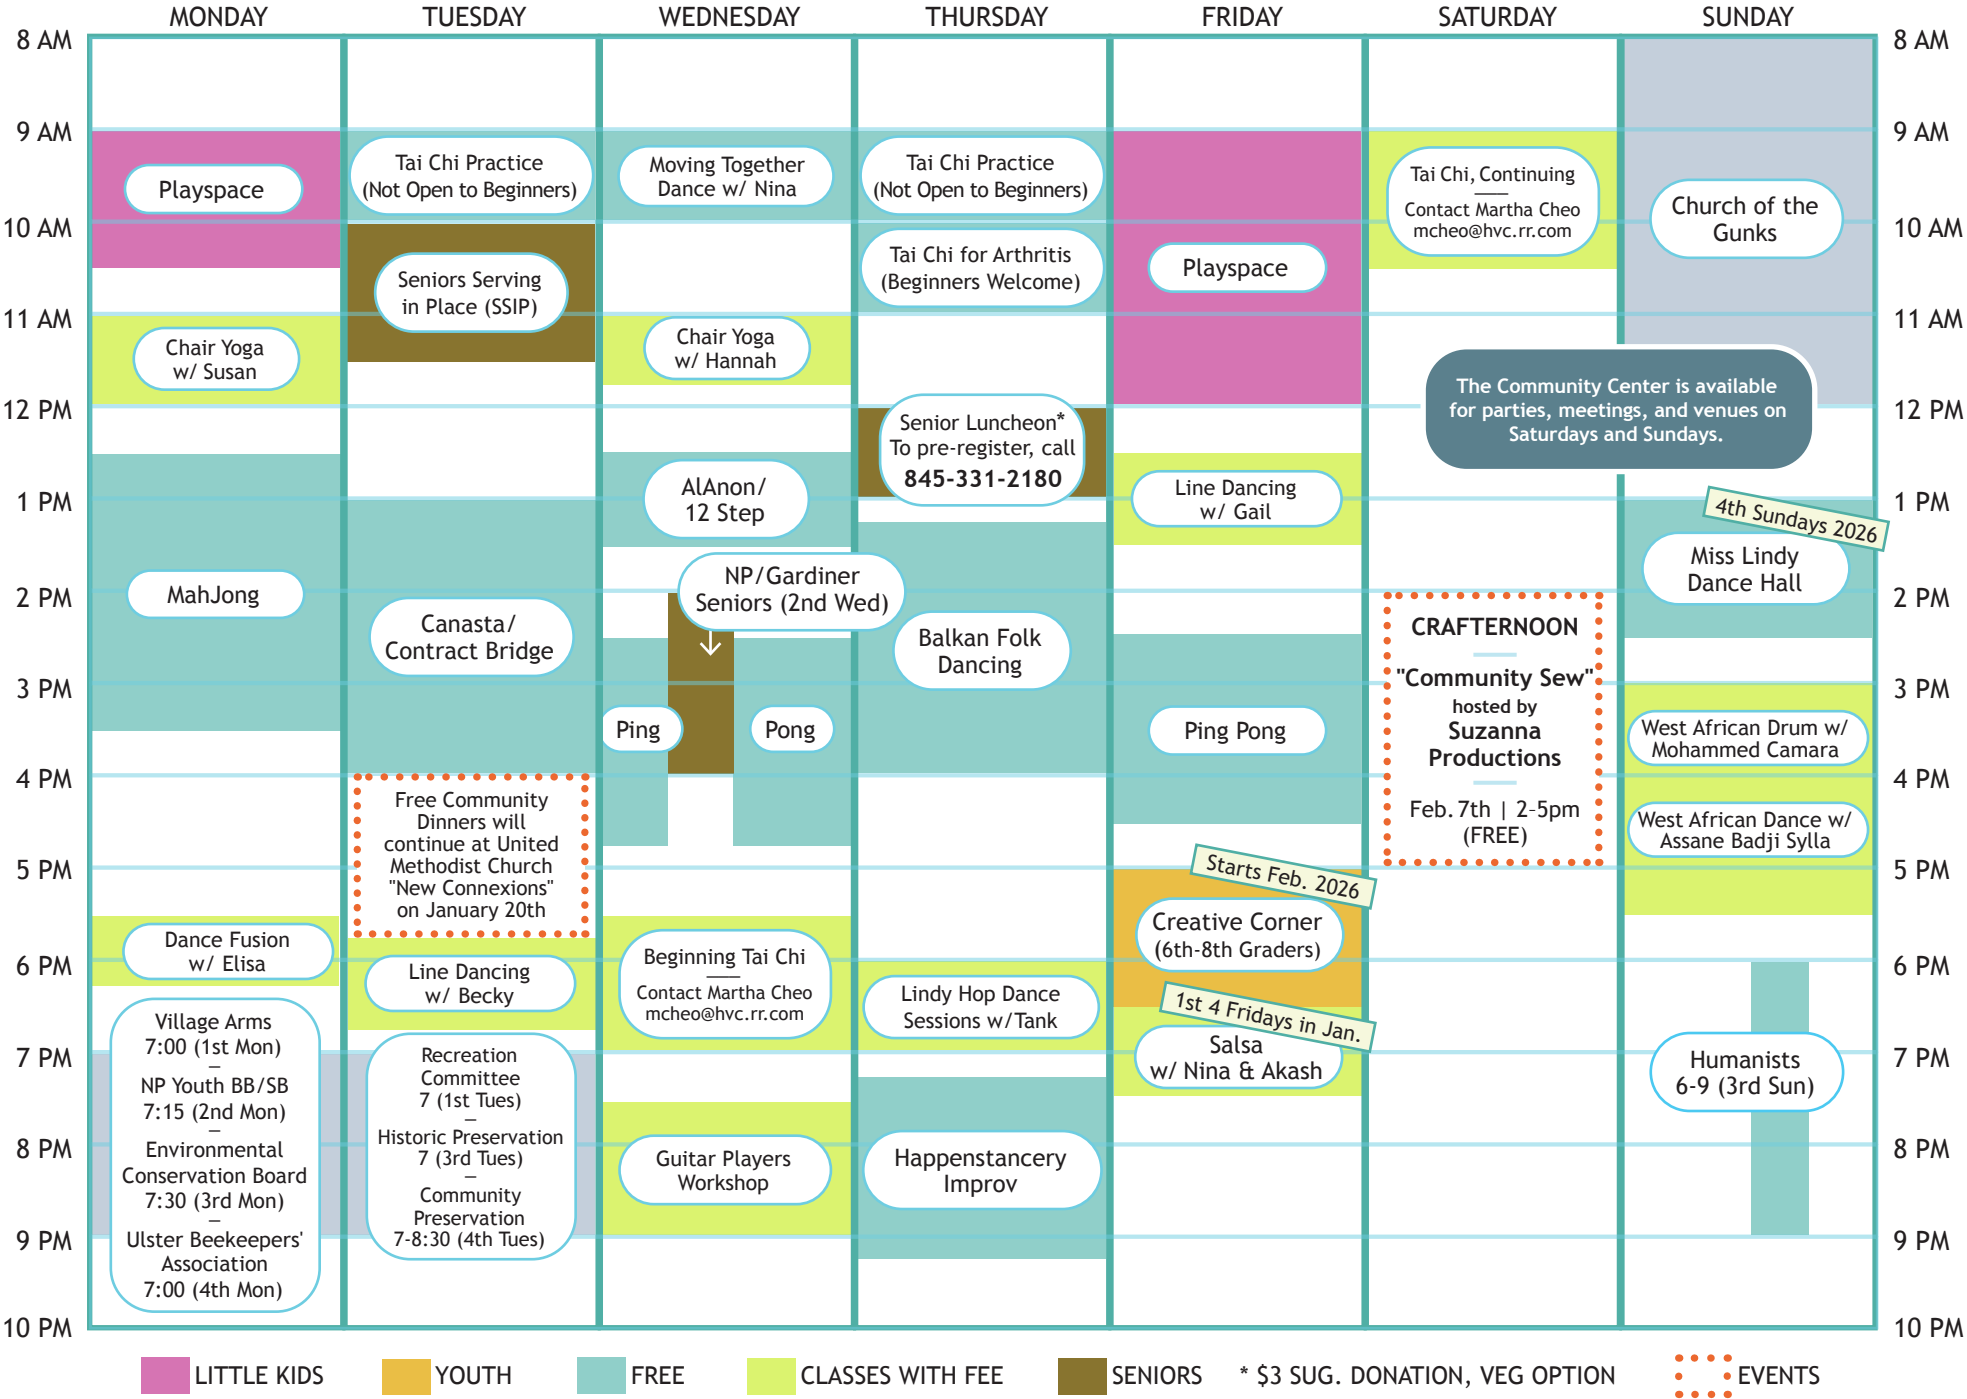 MONDAY TUESDAY WEDNESDAY THURSDAY FRIDAY SATURDAY SUNDAY
8 AM
9 AM
10 AM
11 AM
12 PM
1 PM
2 PM
3 PM
4 PM
5 PM
6 PM
7 PM
8 PM
9 PM
10 PM
Playspace
Chair Yoga
w/ Susan
MahJong
Dance Fusion
w/ Elisa
Village Arms
7:00 (1st Mon)
—
NP Youth BB/SB
7:15 (2nd Mon)
—
Environmental
Conservation Board
7:30 (3rd Mon)
—
Ulster Beekeepers'
Association
7:00 (4th Mon)
Tai Chi Practice
(Not Open to Beginners)
Seniors Serving
in Place (SSIP)
Canasta/
Contract Bridge
Free Community
Dinners will
continue at United
Methodist Church
"New Connexions"
on January 20th
Line Dancing
w/ Becky
Recreation
Committee
7 (1st Tues)
—
Historic Preservation
7 (3rd Tues)
—
Community
Preservation
7-8:30 (4th Tues)
Moving Together
Dance w/ Nina
Chair Yoga
w/ Hannah
AlAnon/
12 Step
NP/Gardiner
Seniors (2nd Wed)
Ping Pong
Beginning Tai Chi
Contact Martha Cheo
mcheo@hvc.rr.com
Guitar Players
Workshop
Tai Chi Practice
(Not Open to Beginners)
Tai Chi for Arthritis
(Beginners Welcome)
Senior Luncheon*
To pre-register, call
845-331-2180
Balkan Folk
Dancing
Lindy Hop Dance
Sessions w/Tank
Happenstancery
Improv
Playspace
Line Dancing
w/ Gail
Ping Pong
Starts Feb. 2026
Creative Corner
(6th-8th Graders)
1st 4 Fridays in Jan.
Salsa
w/ Nina & Akash
Tai Chi, Continuing
Contact Martha Cheo
mcheo@hvc.rr.com
The Community Center is available
for parties, meetings, and venues on
Saturdays and Sundays.
CRAFTERNOON
"Community Sew"
hosted by
Suzanna
Productions
Feb. 7th | 2-5pm
(FREE)
Church of the
Gunks
4th Sundays 2026
Miss Lindy
Dance Hall
West African Drum w/
Mohammed Camara
West African Dance w/
Assane Badji Sylla
Humanists
6-9 (3rd Sun)
8 AM
9 AM
10 AM
11 AM
12 PM
1 PM
2 PM
3 PM
4 PM
5 PM
6 PM
7 PM
8 PM
9 PM
10 PM
LITTLE KIDS YOUTH FREE CLASSES WITH FEE SENIORS * $3 SUG. DONATION, VEG OPTION EVENTS